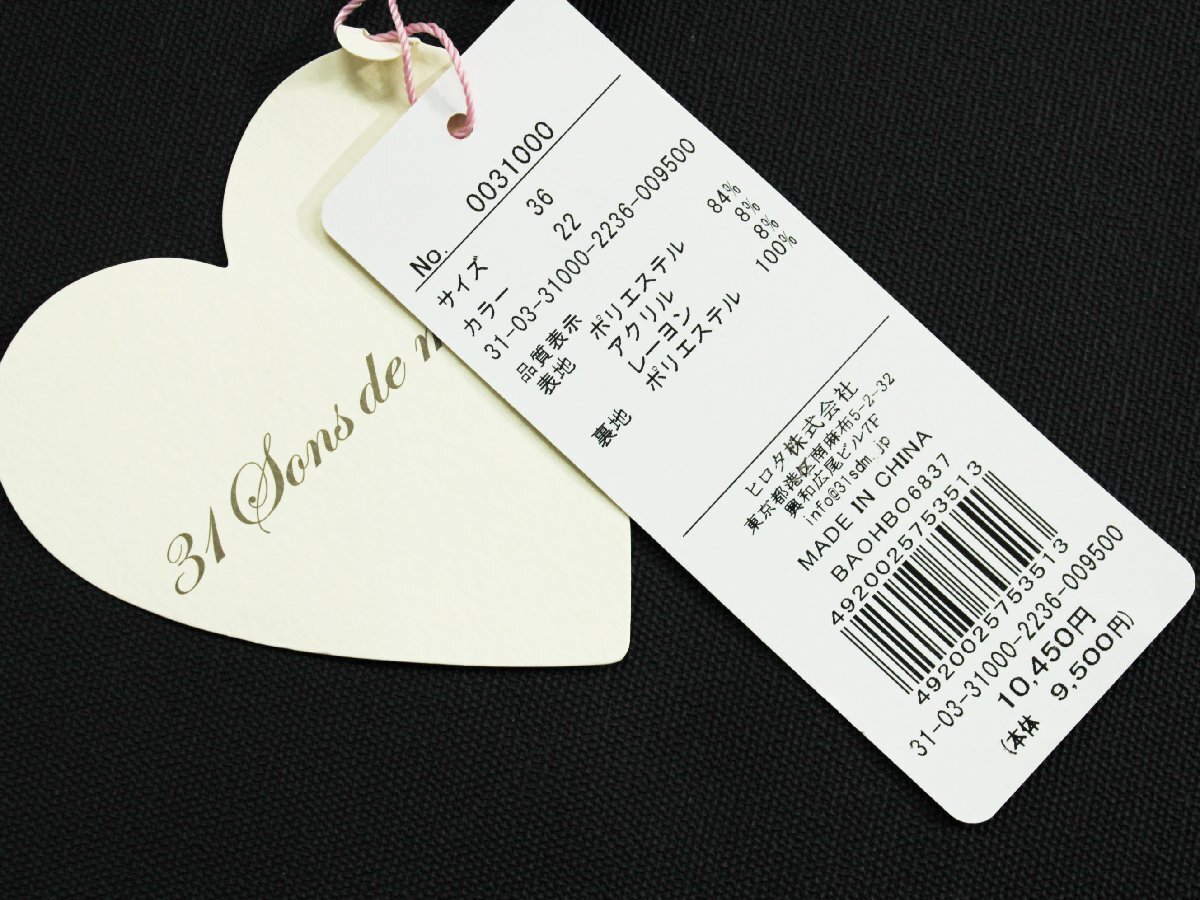 31 Sons de m
No. 0031000
サイズ 36
カラー 22
31-03-31000-2236-009500
品質表示
表地 ポリエステル 84%
アクリル 8%
レーヨン 8%
裏地 ポリエステル 100%
ヒロタ株式会社
東京都港区南麻布5-2-32
興和広尾ビル7F
info@31sdm.jp
MADE IN CHINA
BAOHBO6837
4920025753513
4920025753513
31-03-31000-2236-009500
10,450円
(本体 9,500円)